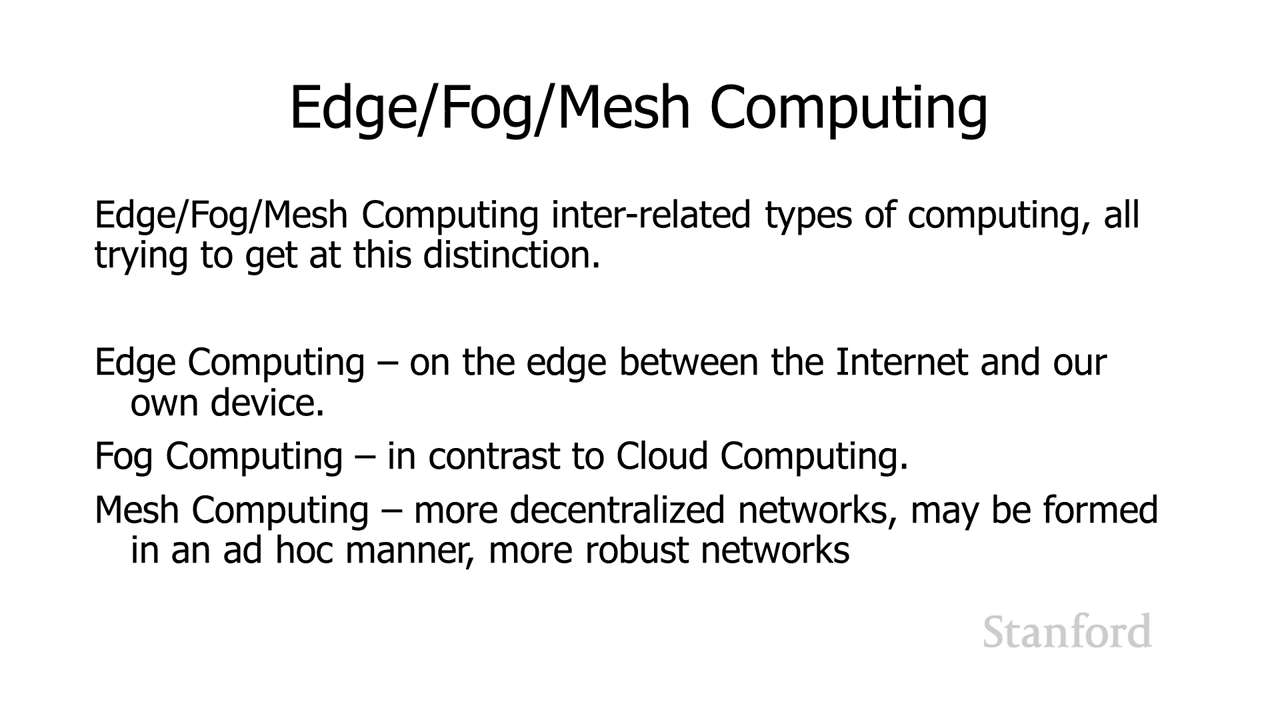 Edge/Fog/Mesh Computing
Edge/Fog/Mesh Computing inter-related types of computing, all
trying to get at this distinction.
Edge Computing – on the edge between the Internet and our
own device.
Fog Computing – in contrast to Cloud Computing.
Mesh Computing – more decentralized networks, may be formed
in an ad hoc manner, more robust networks
Stanford